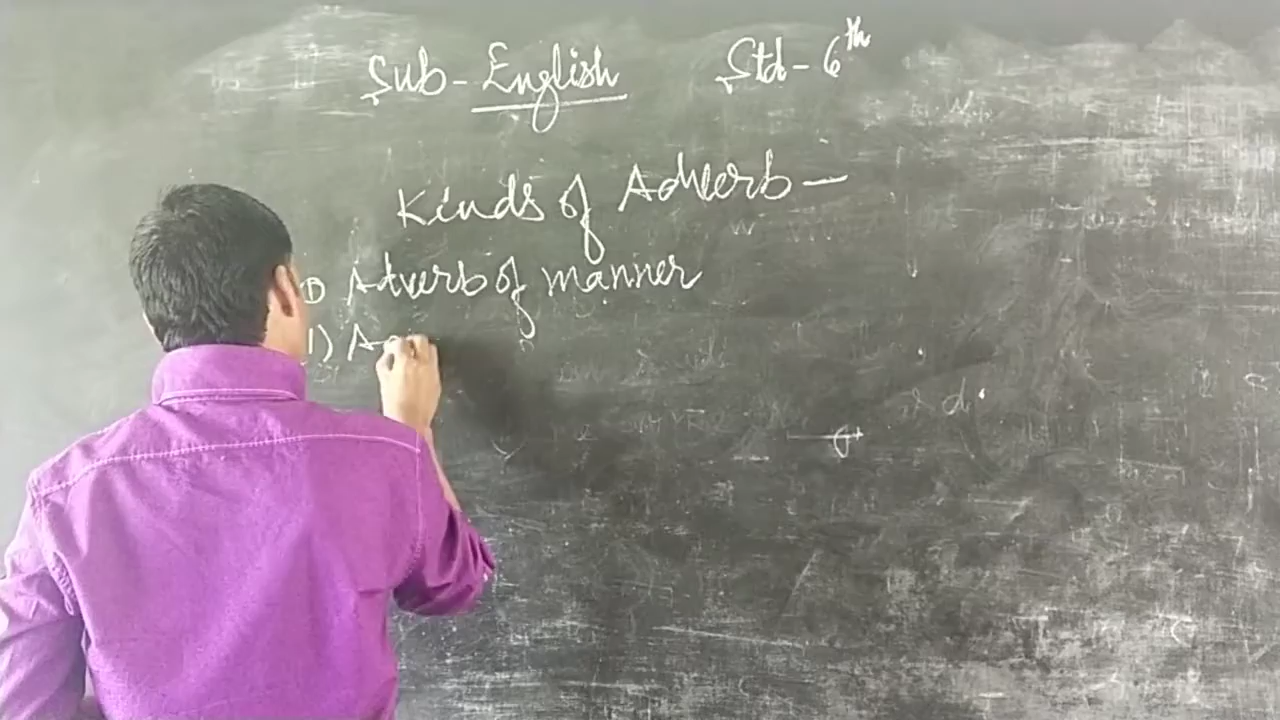 Sub - English Std - 6th
Kinds of Adverb —
1) Adverb of manner